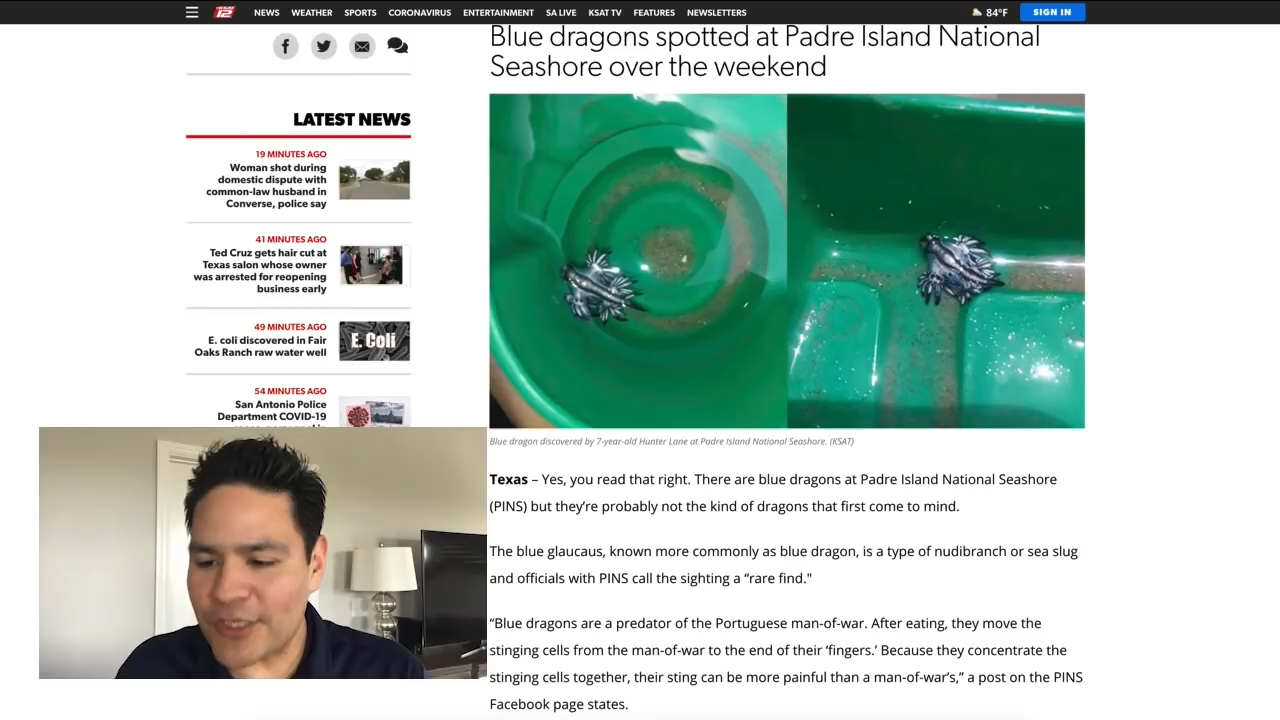 KSAT 12
NEWS WEATHER SPORTS CORONAVIRUS ENTERTAINMENT SA LIVE KSAT TV FEATURES NEWSLETTERS
84°F
SIGN IN
LATEST NEWS
19 MINUTES AGO
Woman shot during
domestic dispute with
common-law husband in
Converse, police say
41 MINUTES AGO
Ted Cruz gets hair cut at
Texas salon whose owner
was arrested for reopening
business early
49 MINUTES AGO
E. coli discovered in Fair
Oaks Ranch raw water well
E. Coli
54 MINUTES AGO
San Antonio Police
Department COVID-19
Blue dragons spotted at Padre Island National
Seashore over the weekend
Blue dragon discovered by 7-year-old Hunter Lane at Padre Island National Seashore. (KSAT)
Texas – Yes, you read that right. There are blue dragons at Padre Island National Seashore
(PINS) but they’re probably not the kind of dragons that first come to mind.
The blue glaucaus, known more commonly as blue dragon, is a type of nudibranch or sea slug
and officials with PINS call the sighting a “rare find."
“Blue dragons are a predator of the Portuguese man-of-war. After eating, they move the
stinging cells from the man-of-war to the end of their ‘fingers.’ Because they concentrate the
stinging cells together, their sting can be more painful than a man-of-war’s,” a post on the PINS
Facebook page states.